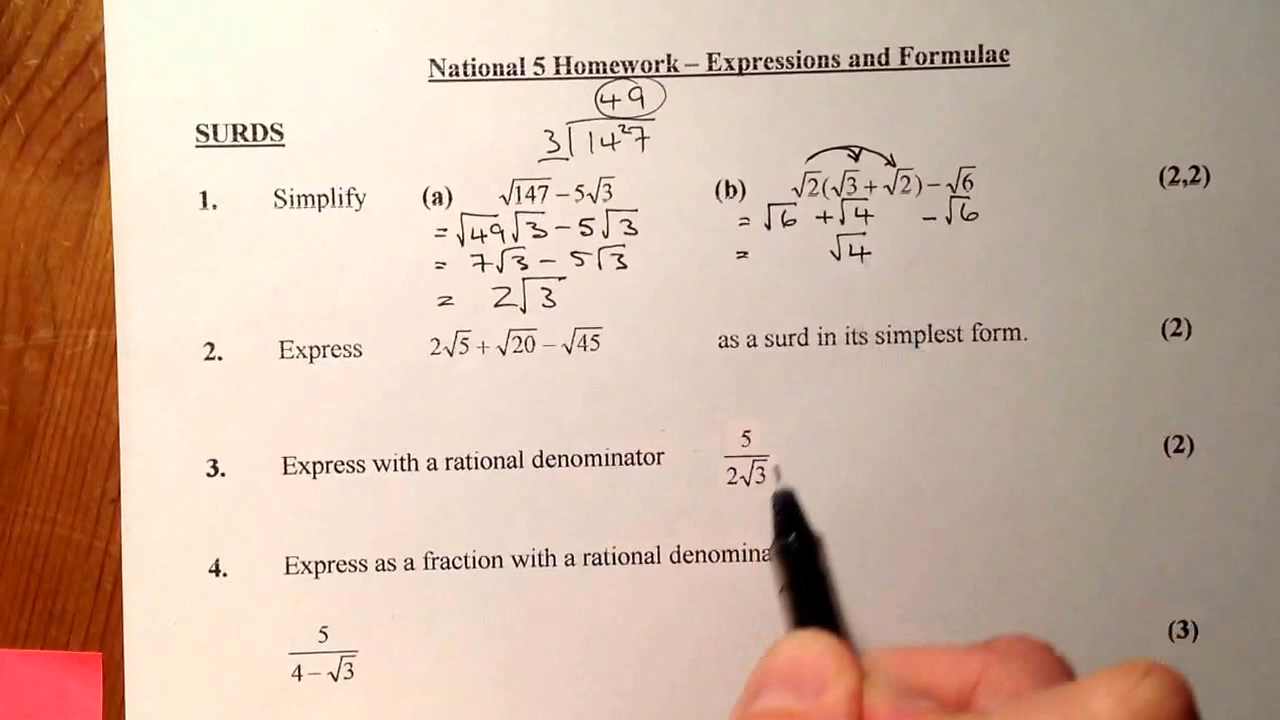 National 5 Homework – Expressions and Formulae
49
SURDS
3 | 14²7
1. Simplify (a) √147 – 5√3 (b) √2(√3 + √2) – √6 (2,2)
= √49√3 – 5√3 = √6 + √4 – √6
= 7√3 – 5√3 = √4
= 2√3
2. Express 2√5 + √20 – √45 as a surd in its simplest form. (2)
3. Express with a rational denominator 5/2√3 (2)
4. Express as a fraction with a rational denomina
5/4 – √3 (3)